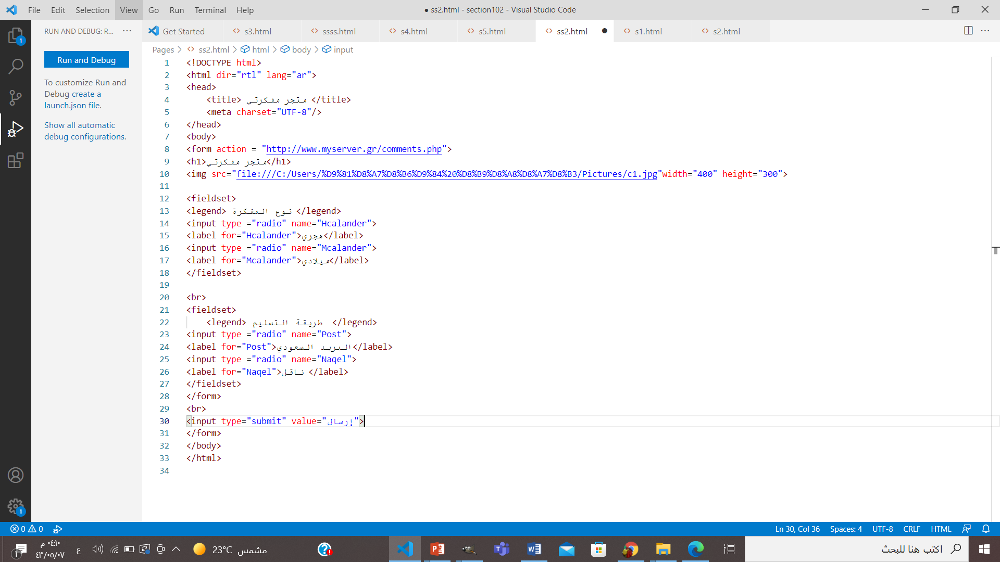 File Edit Selection View Go Run Terminal Help
● ss2.html - section102 - Visual Studio Code
RUN AND DEBUG: R... ···
Run and Debug
To customize Run and
Debug create a
launch.json file.
Show all automatic
debug configurations.
Get Started <> s3.html <> ssss.html <> s4.html <> s5.html <> ss2.html ● <> s1.html <> s2.html
Pages > <> ss2.html > html > body > input
1 <!DOCTYPE html>
2 <html dir="rtl" lang="ar">
3 <head>
4 <title> متجر مفكرتي </title>
5 <meta charset="UTF-8"/>
6 </head>
7 <body>
8 <form action = "http://www.myserver.gr/comments.php">
9 <h1>متجر مفكرتي</h1>
10 <img src="file:///C:/Users/%D9%81%D8%A7%D8%B6%D9%84%20%D8%B9%D8%A8%D8%A7%D8%B3/Pictures/c1.jpg"width="400" height="300">
11
12 <fieldset>
13 <legend> نوع المفكرة </legend>
14 <input type ="radio" name="Hcalander">
15 <label for="Hcalander">هجري</label>
16 <input type ="radio" name="Mcalander">
17 <label for="Mcalander">ميلادي</label>
18 </fieldset>
19
20 <br>
21 <fieldset>
22 <legend> طريقة التسليم </legend>
23 <input type ="radio" name="Post">
24 <label for="Post">البريد السعودي</label>
25 <input type ="radio" name="Naqel">
26 <label for="Naqel">ناقل </label>
27 </fieldset>
28 </form>
29 <br>
30 <input type="submit" value="إرسال">
31 </form>
32 </body>
33 </html>
34
1
1
0 0
Ln 30, Col 36 Spaces: 4 UTF-8 CRLF HTML
٠٤:١٠ م
٤٣/٠٥/٠٧
١
ع
23°C مشمس
اكتب هنا للبحث